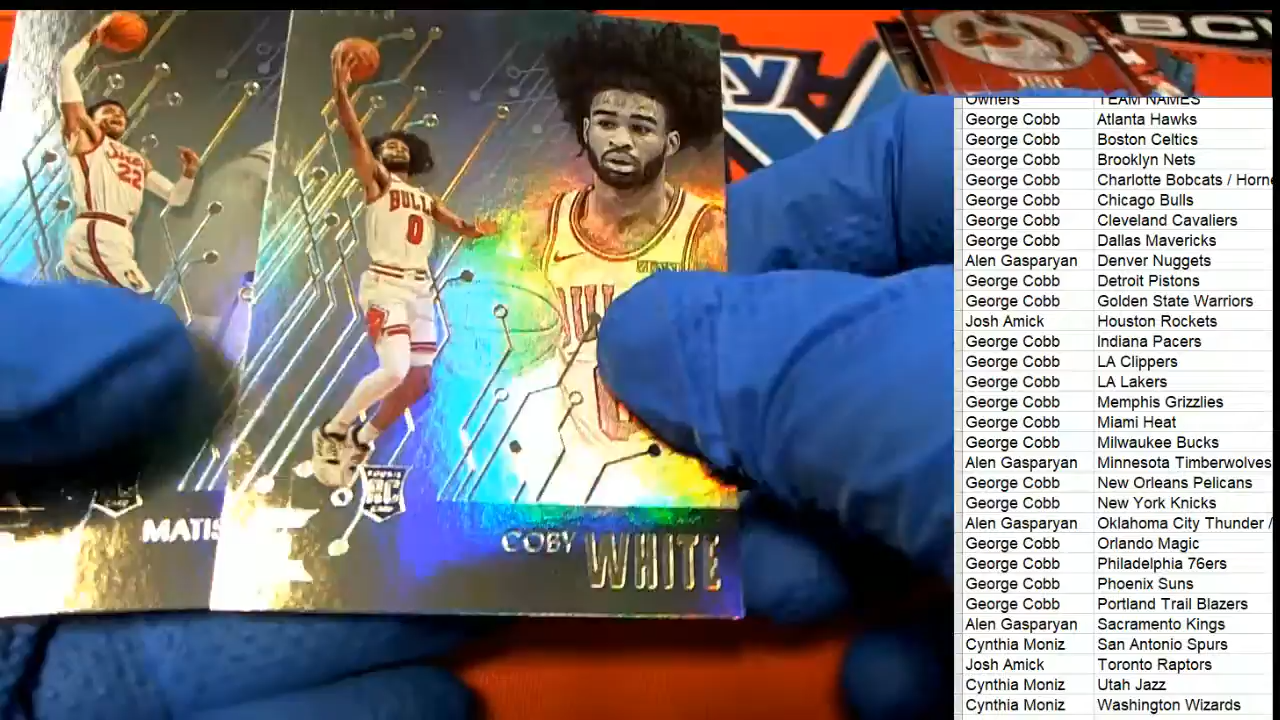 BCW
22
BULLS
0
RC
MATIS
COBY WHITE
Owners TEAM NAMES
George Cobb Atlanta Hawks
George Cobb Boston Celtics
George Cobb Brooklyn Nets
George Cobb Charlotte Bobcats / Horne
George Cobb Chicago Bulls
George Cobb Cleveland Cavaliers
George Cobb Dallas Mavericks
Alen Gasparyan Denver Nuggets
George Cobb Detroit Pistons
George Cobb Golden State Warriors
Josh Amick Houston Rockets
George Cobb Indiana Pacers
George Cobb LA Clippers
George Cobb LA Lakers
George Cobb Memphis Grizzlies
George Cobb Miami Heat
George Cobb Milwaukee Bucks
Alen Gasparyan Minnesota Timberwolves
George Cobb New Orleans Pelicans
George Cobb New York Knicks
Alen Gasparyan Oklahoma City Thunder /
George Cobb Orlando Magic
George Cobb Philadelphia 76ers
George Cobb Phoenix Suns
George Cobb Portland Trail Blazers
Alen Gasparyan Sacramento Kings
Cynthia Moniz San Antonio Spurs
Josh Amick Toronto Raptors
Cynthia Moniz Utah Jazz
Cynthia Moniz Washington Wizards